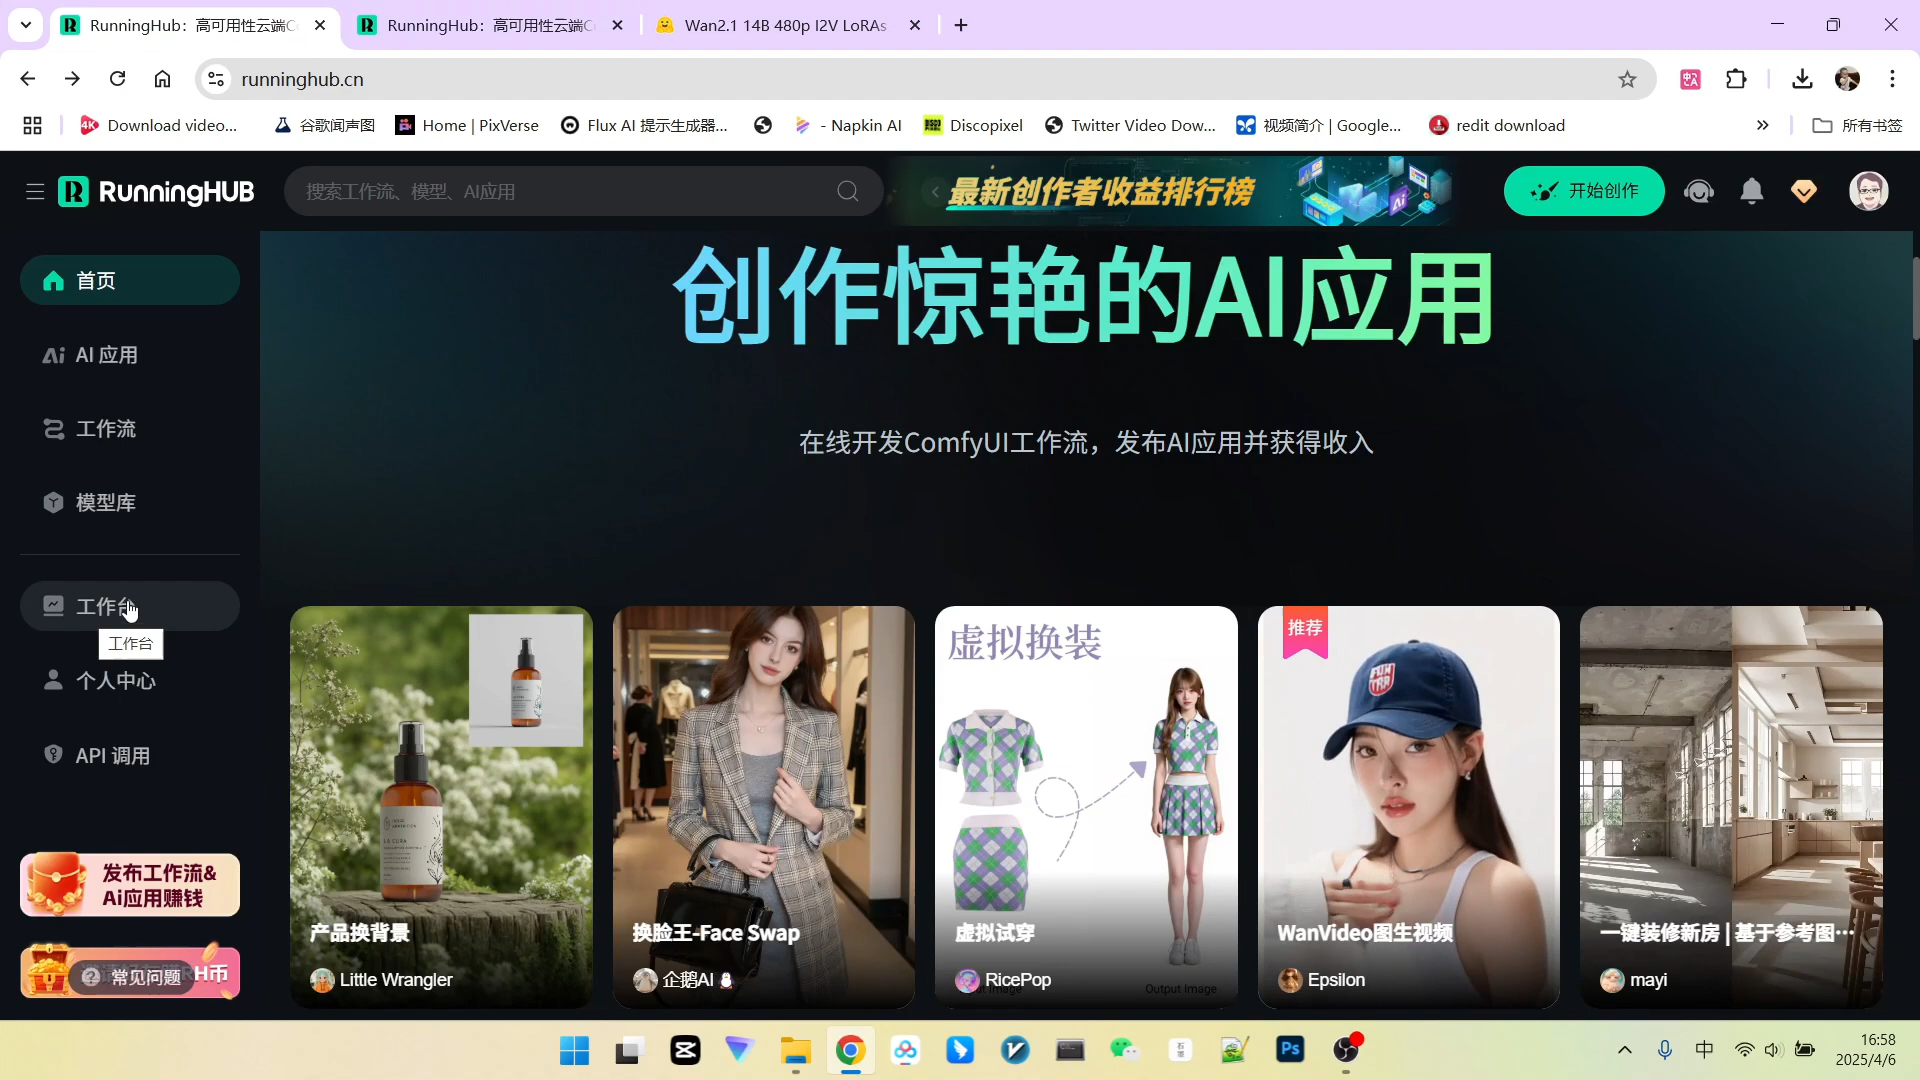 RunningHub：高可用性云端C
RunningHub：高可用性云端C
Wan2.1 14B 480p I2V LoRAs
runninghub.cn
Download video...
谷歌闻声图
Home | PixVerse
Flux AI 提示生成器...
- Napkin AI
Discopixel
Twitter Video Dow...
视频简介 | Google...
redit download
所有书签
RunningHUB
搜索工作流、模型、AI应用
最新创作者收益排行榜
开始创作
首页
AI 应用
工作流
模型库
工作台
工作台
个人中心
API 调用
发布工作流&
Ai应用赚钱
常见问题
H币
创作惊艳的AI应用
在线开发ComfyUI工作流，发布AI应用并获得收入
产品换背景
Little Wrangler
换脸王-Face Swap
企鹅AI
虚拟换装
虚拟试穿
RicePop
Output Image
推荐
WanVideo图生视频
Epsilon
一键装修新房 | 基于参考图···
mayi
中
16:58
2025/4/6